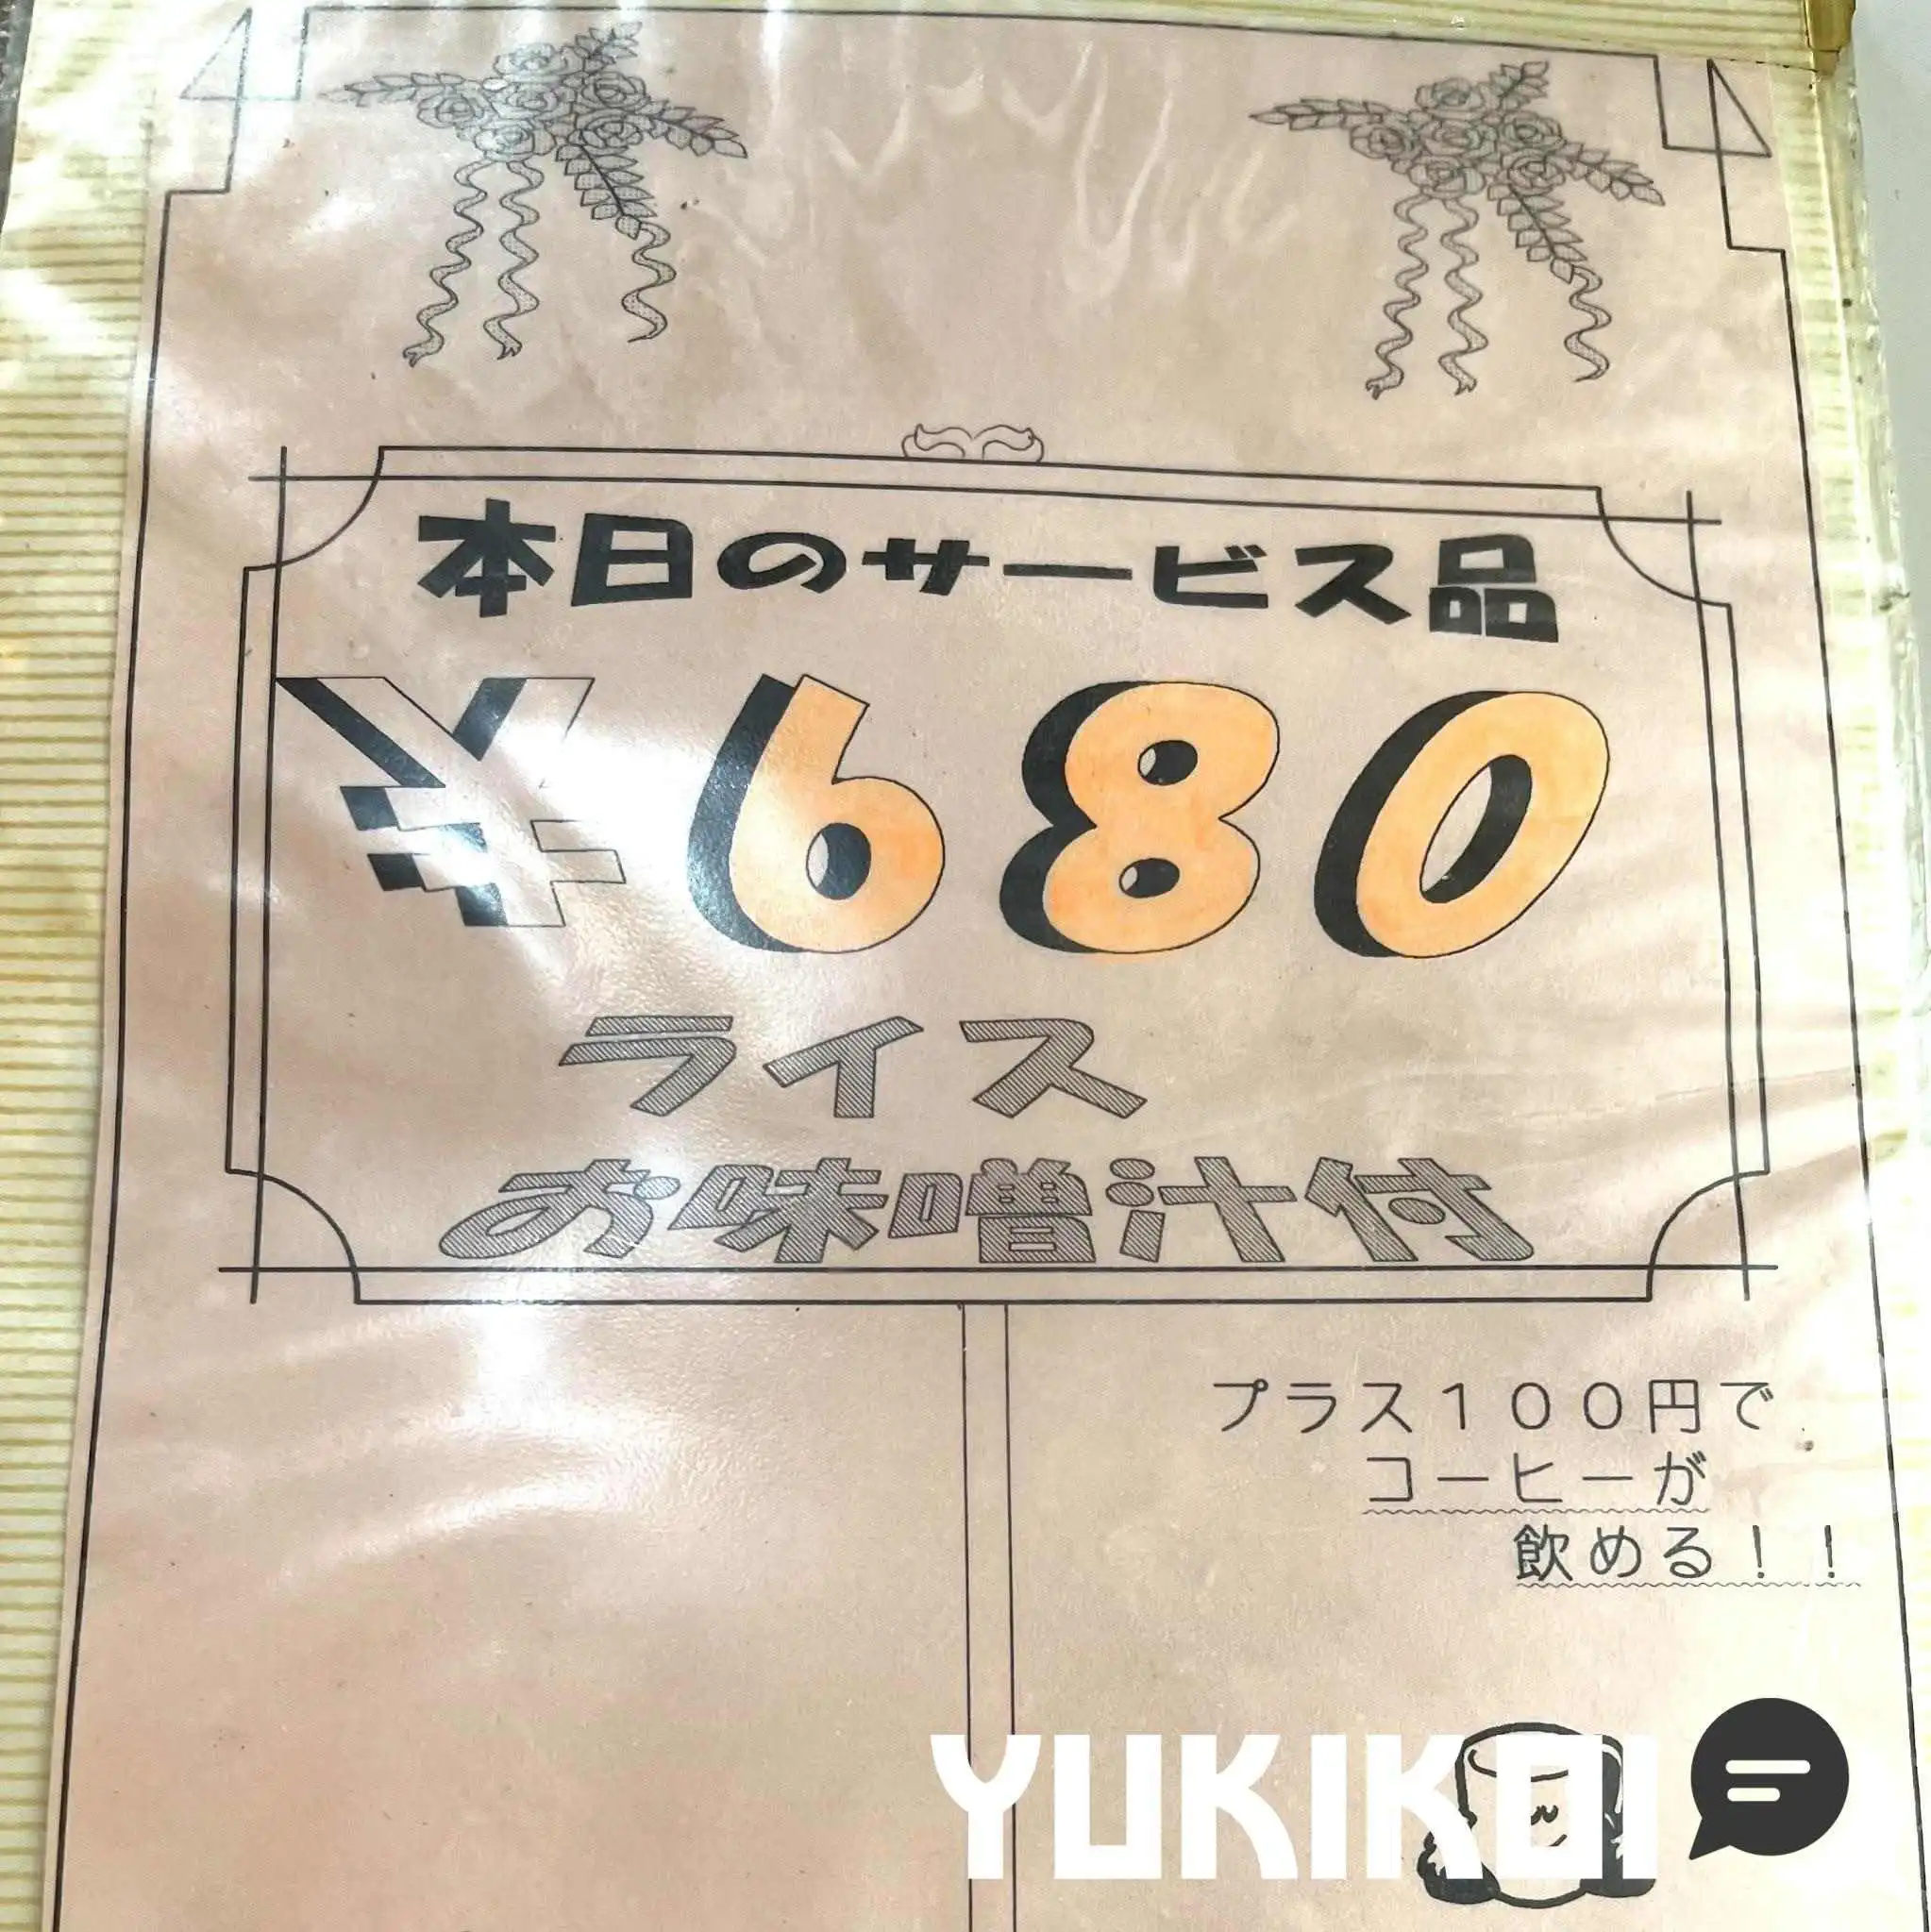 本日のサービス品
¥680
ライス
お味噌汁付
プラス100円で
コーヒーが
飲める!!
YUKIKOI